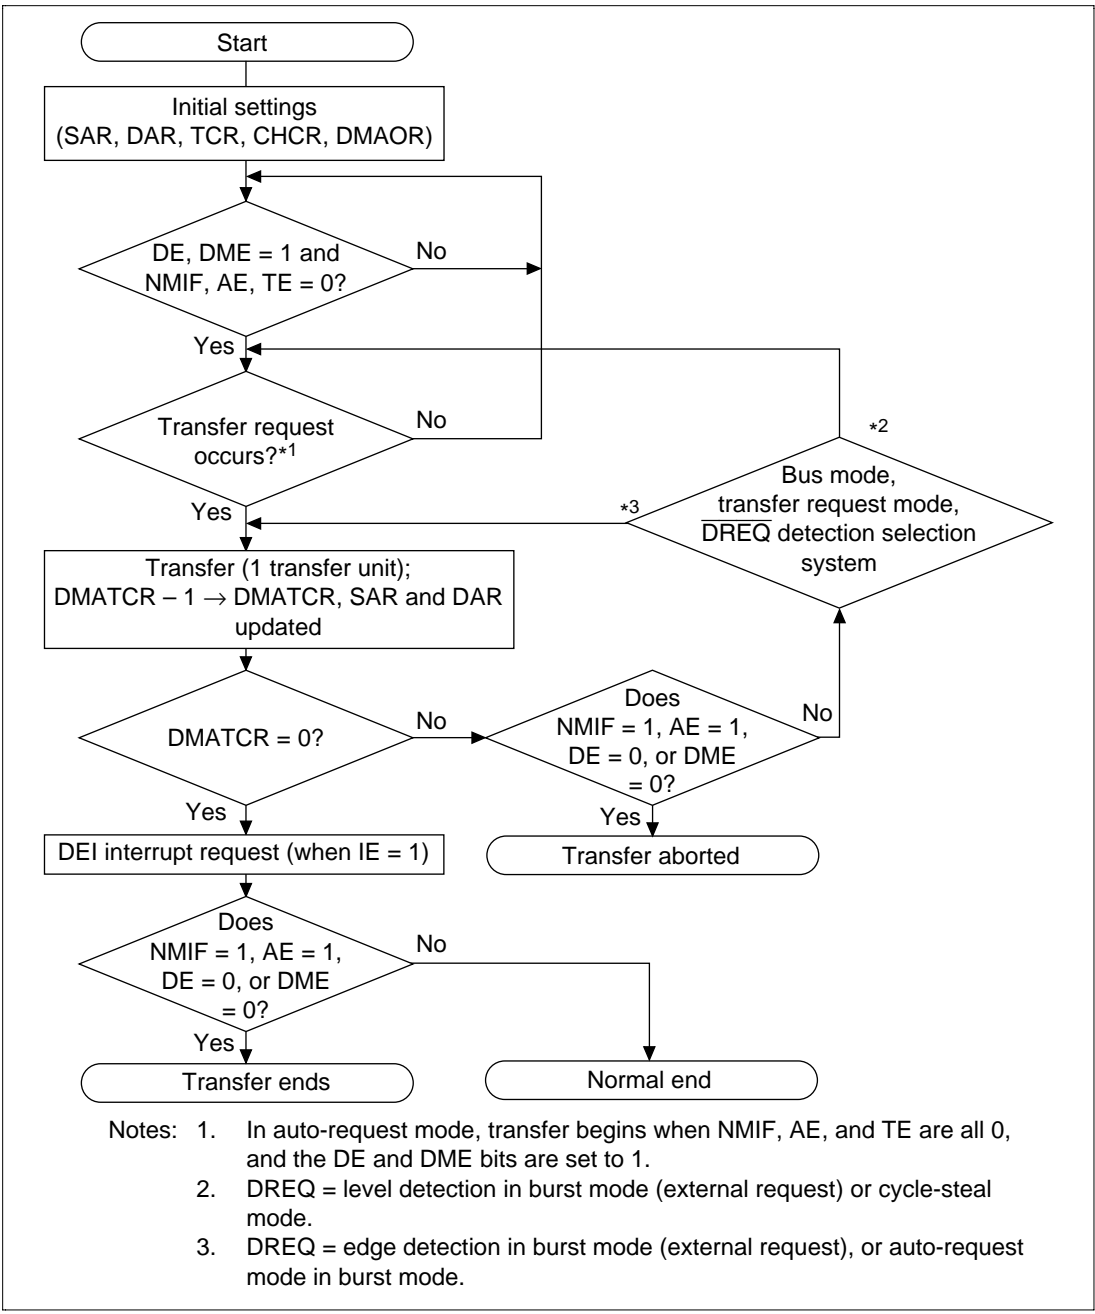 Start
Initial settings
(SAR, DAR, TCR, CHCR, DMAOR)
DE, DME = 1 and
NMIF, AE, TE = 0?
No
Yes
Transfer request
occurs?*1
No
Yes
*2
Bus mode,
transfer request mode,
DREQ detection selection
system
*3
Transfer (1 transfer unit);
DMATCR – 1 → DMATCR, SAR and DAR
updated
DMATCR = 0?
No
Does
NMIF = 1, AE = 1,
DE = 0, or DME
= 0?
No
Yes
Yes
DEI interrupt request (when IE = 1)
Transfer aborted
Does
NMIF = 1, AE = 1,
DE = 0, or DME
= 0?
No
Yes
Transfer ends
Normal end
Notes: 1. In auto-request mode, transfer begins when NMIF, AE, and TE are all 0,
and the DE and DME bits are set to 1.
2. DREQ = level detection in burst mode (external request) or cycle-steal
mode.
3. DREQ = edge detection in burst mode (external request), or auto-request
mode in burst mode.